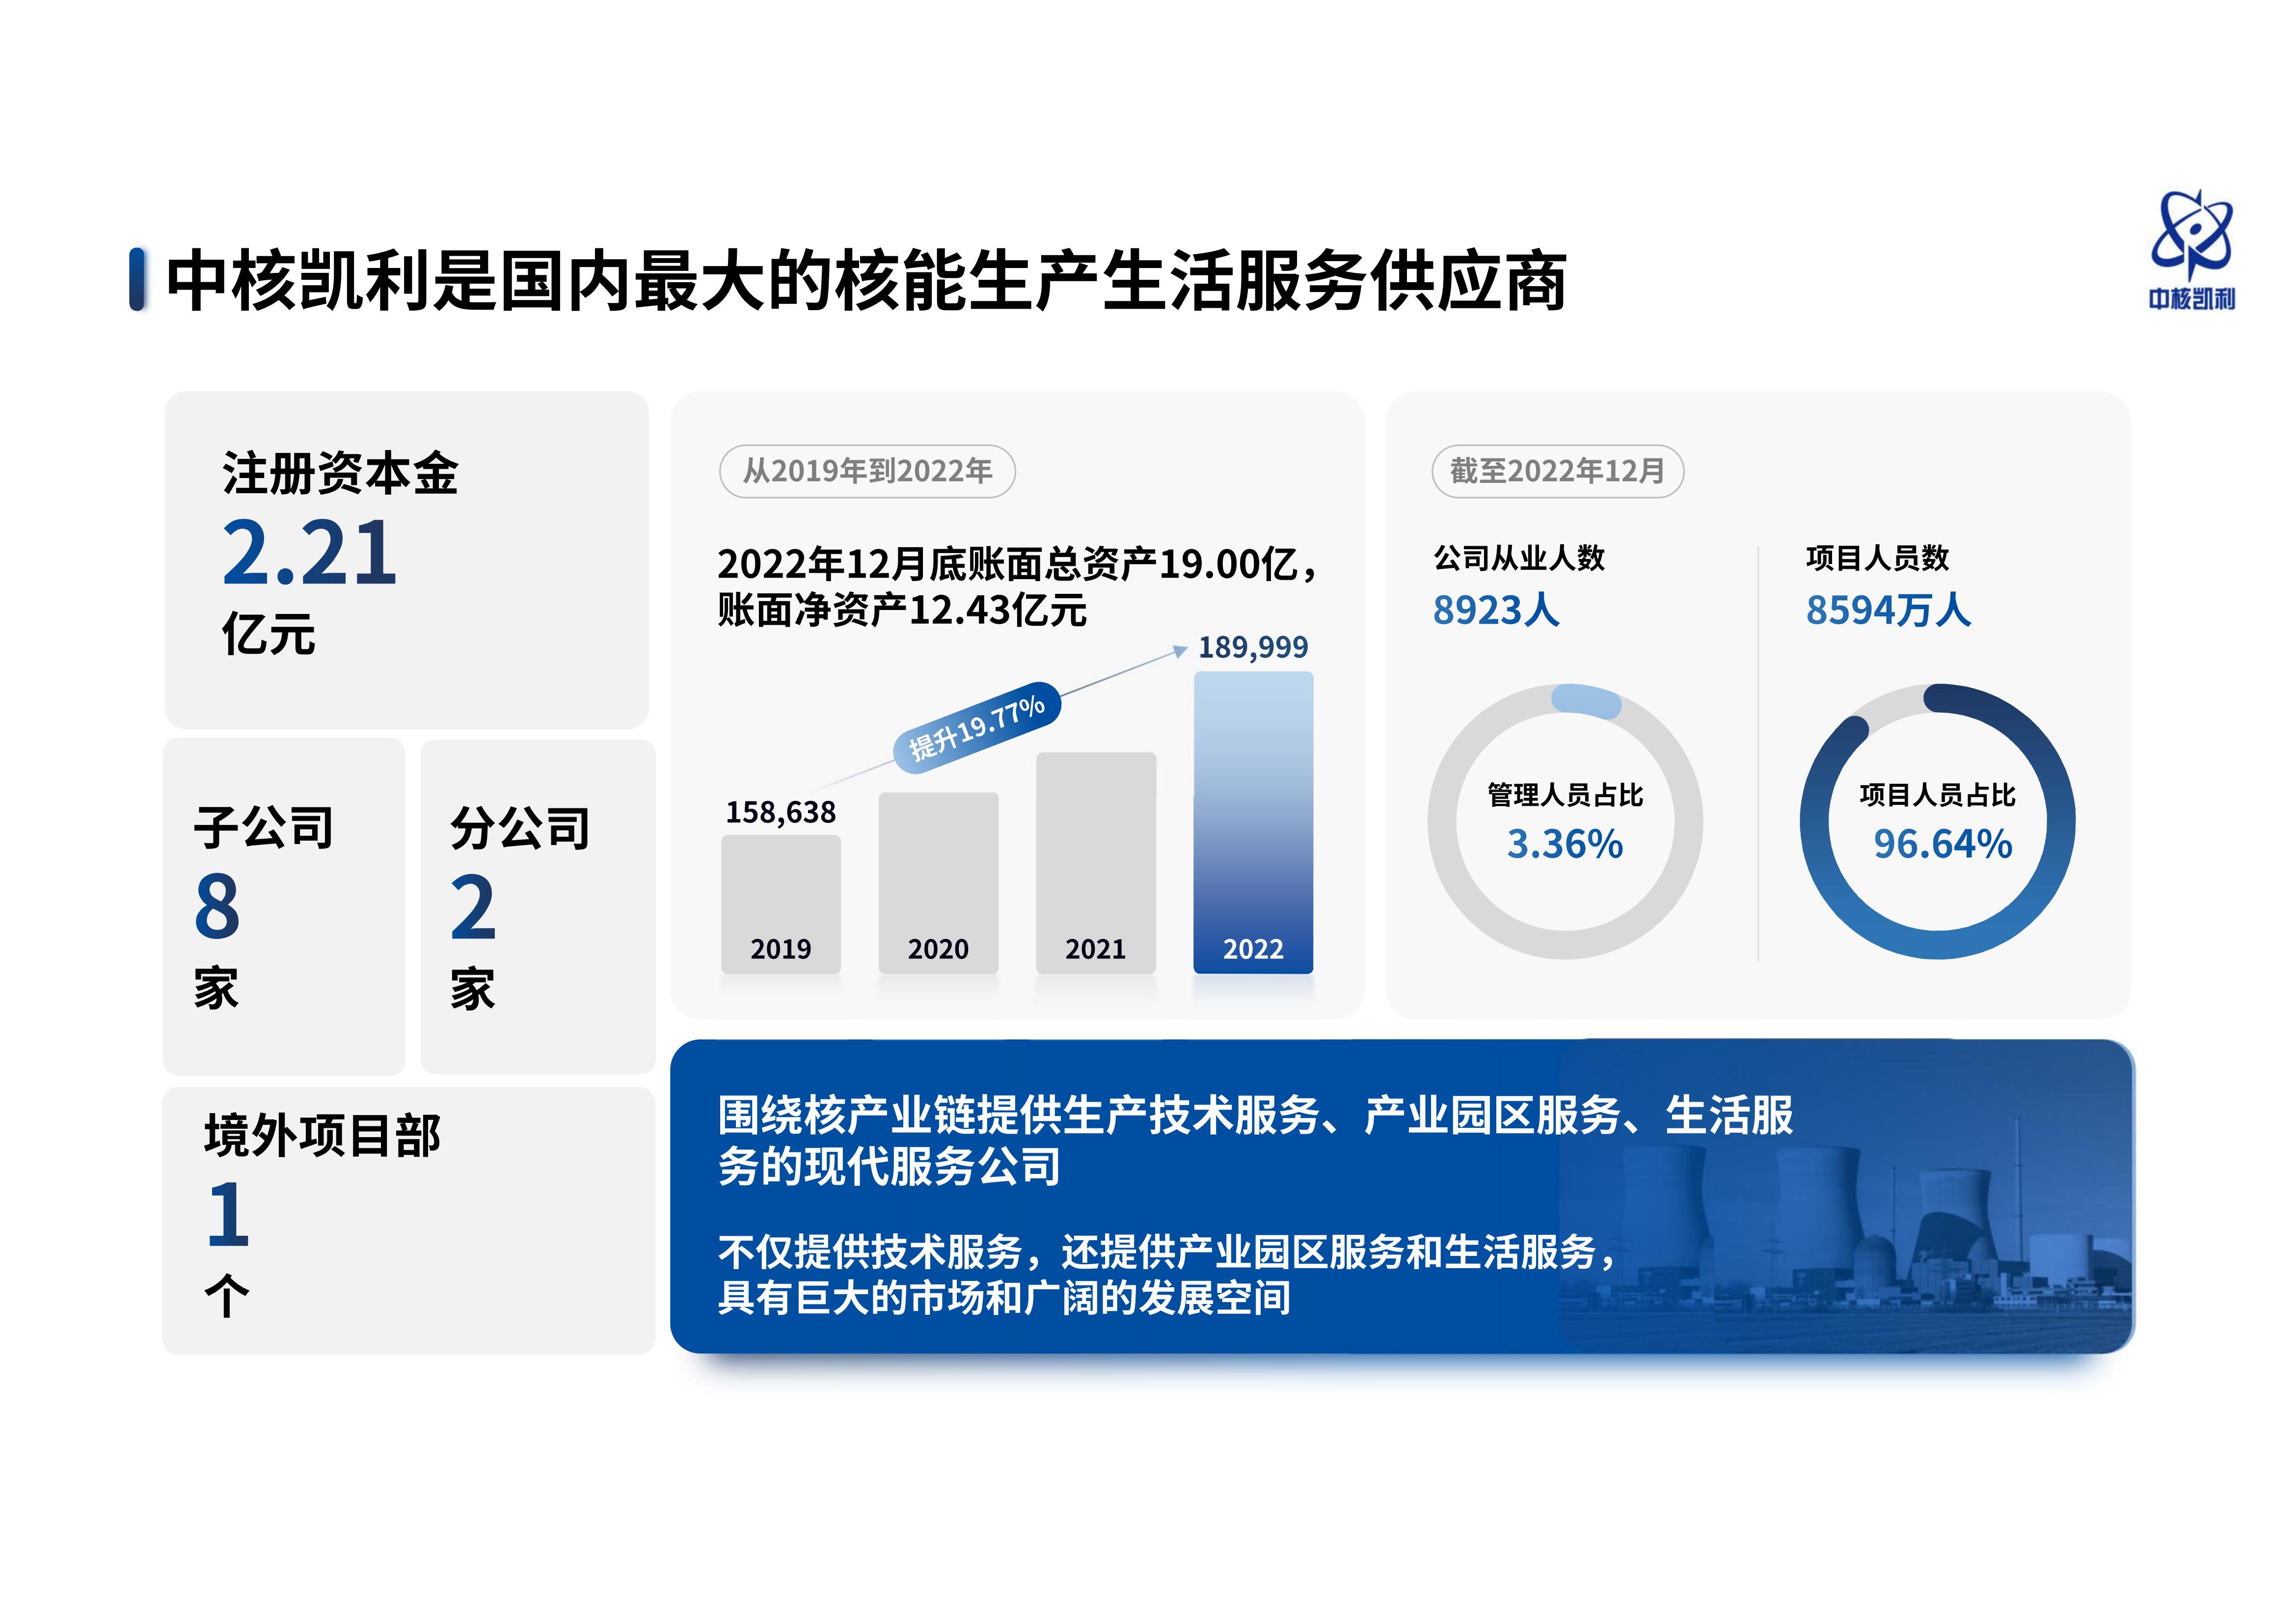 中核凯利是国内最大的核能生产生活服务供应商
中核凯利
注册资本金
2.21
亿元
子公司
8
家
分公司
2
家
境外项目部
1
个
从2019年到2022年
2022年12月底账面总资产19.00亿，
账面净资产12.43亿元
189,999
提升19.77%
158,638
2019
2020
2021
2022
截至2022年12月
公司从业人数
8923人
管理人员占比
3.36%
项目人员数
8594万人
项目人员占比
96.64%
围绕核产业链提供生产技术服务、产业园区服务、生活服
务的现代服务公司
不仅提供技术服务，还提供产业园区服务和生活服务，
具有巨大的市场和广阔的发展空间